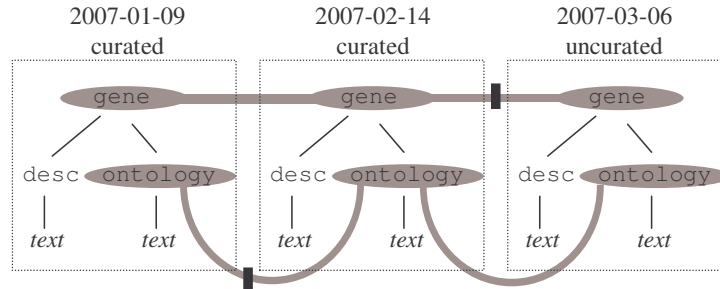 2007-01-09 2007-02-14 2007-03-06
curated curated uncurated
gene gene gene
desc ontology desc ontology desc ontology
text text text text text text